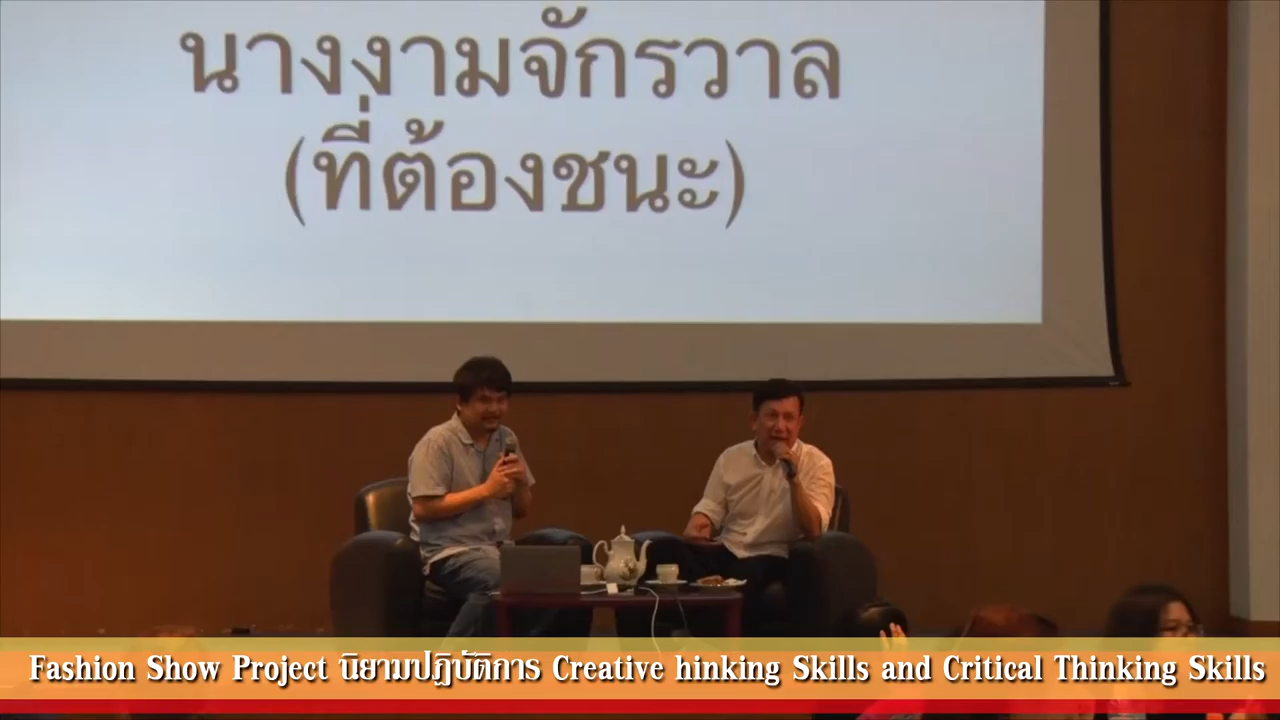 นางงามจักรวาล
(ที่ต้องชนะ)
Fashion Show Project นิยามปฏิบัติการ Creative hinking Skills and Critical Thinking Skills